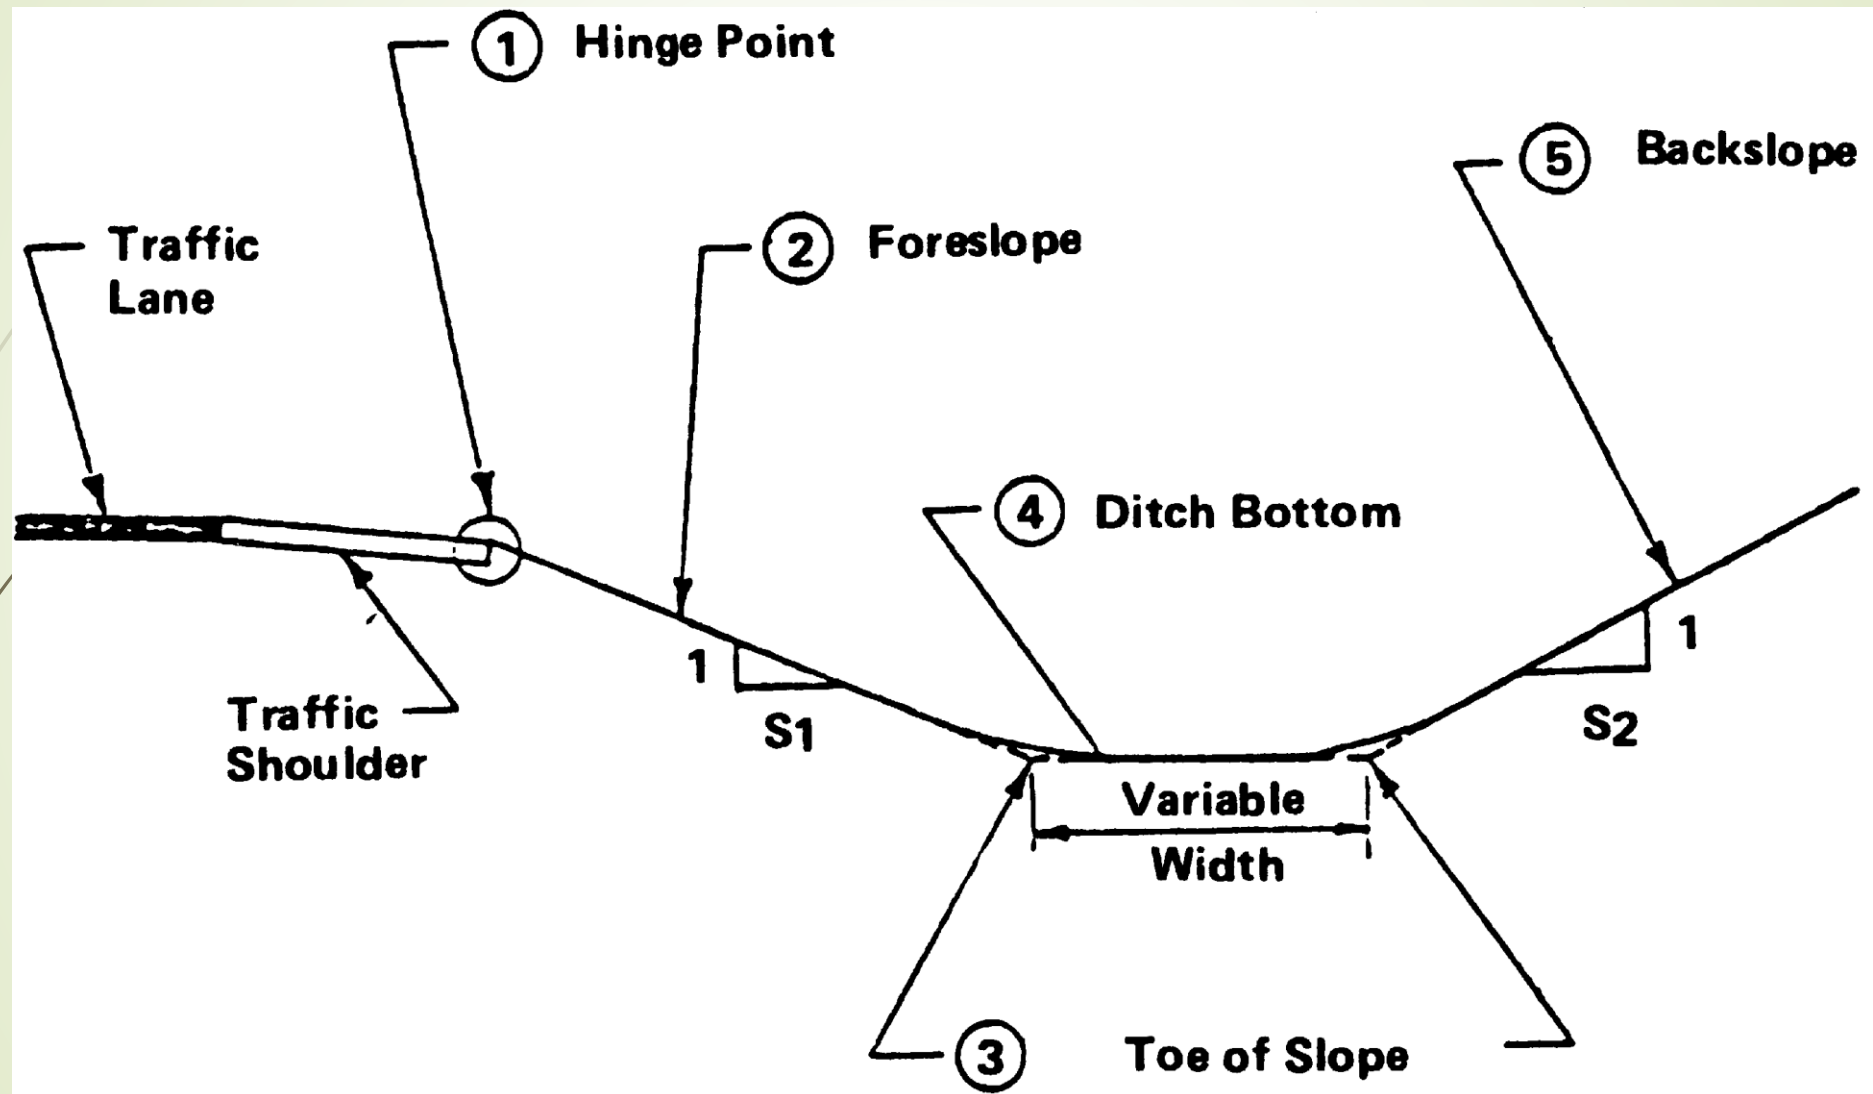 1 Hinge Point
5 Backslope
Traffic
Lane
2 Foreslope
4 Ditch Bottom
1
S1
1
S2
Traffic
Shoulder
Variable
Width
3 Toe of Slope